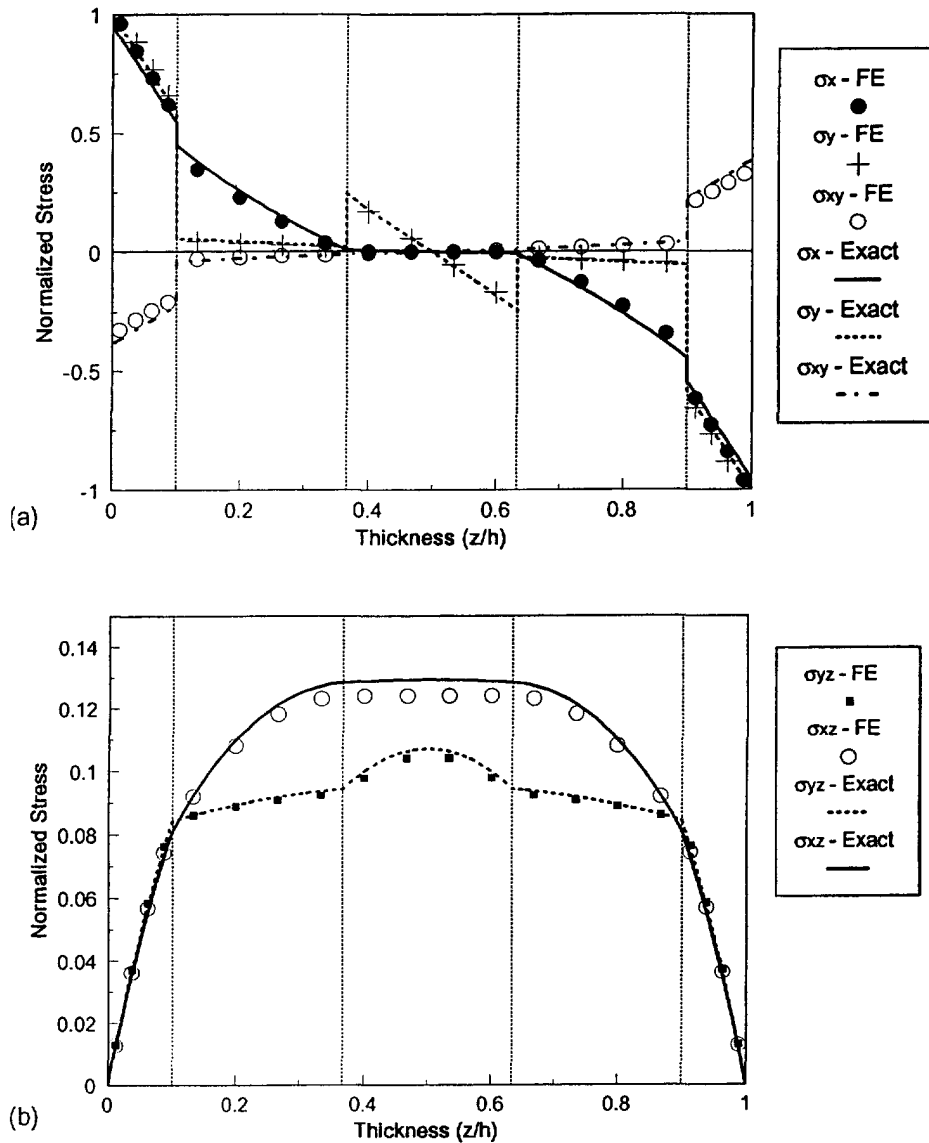 1
0.5
0
-0.5
-1
Normalized Stress
0
0.2
0.4
0.6
0.8
1
Thickness (z/h)
(a)
σx - FE
σy - FE
σxy - FE
σx - Exact
σy - Exact
σxy - Exact
0.14
0.12
0.1
0.08
0.06
0.04
0.02
0
Normalized Stress
0
0.2
0.4
0.6
0.8
1
Thickness (z/h)
(b)
σyz - FE
σxz - FE
σyz - Exact
σxz - Exact